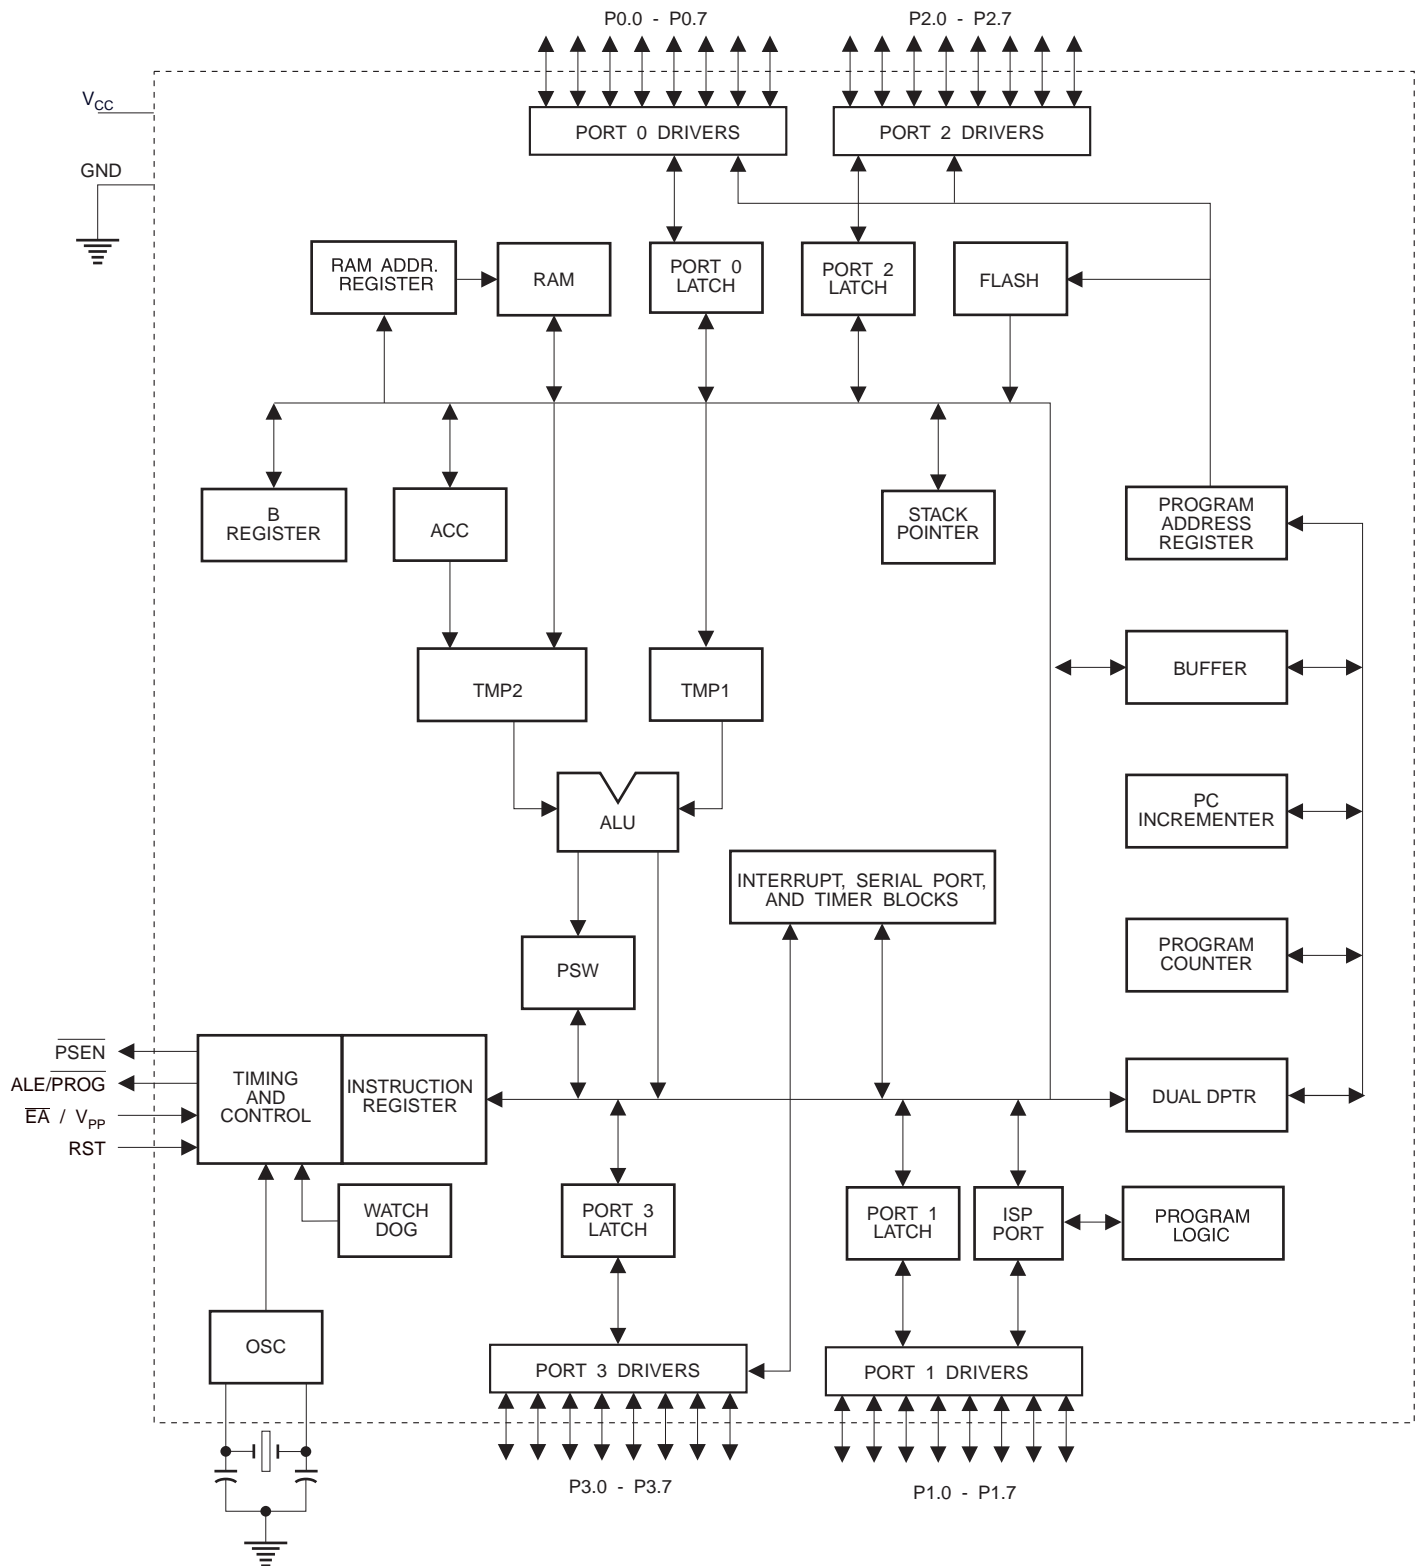 P0.0 - P0.7
P2.0 - P2.7
VCC
PORT 0 DRIVERS
PORT 2 DRIVERS
GND
RAM ADDR.
REGISTER
RAM
PORT 0
LATCH
PORT 2
LATCH
FLASH
B
REGISTER
ACC
STACK
POINTER
PROGRAM
ADDRESS
REGISTER
BUFFER
TMP2
TMP1
PC
INCREMENTER
ALU
INTERRUPT, SERIAL PORT,
AND TIMER BLOCKS
PROGRAM
COUNTER
PSW
PSEN
ALE/PROG
EA / VPP
RST
TIMING
AND
CONTROL
INSTRUCTION
REGISTER
DUAL DPTR
WATCH
DOG
PORT 3
LATCH
PORT 1
LATCH
ISP
PORT
PROGRAM
LOGIC
OSC
PORT 3 DRIVERS
PORT 1 DRIVERS
P3.0 - P3.7
P1.0 - P1.7